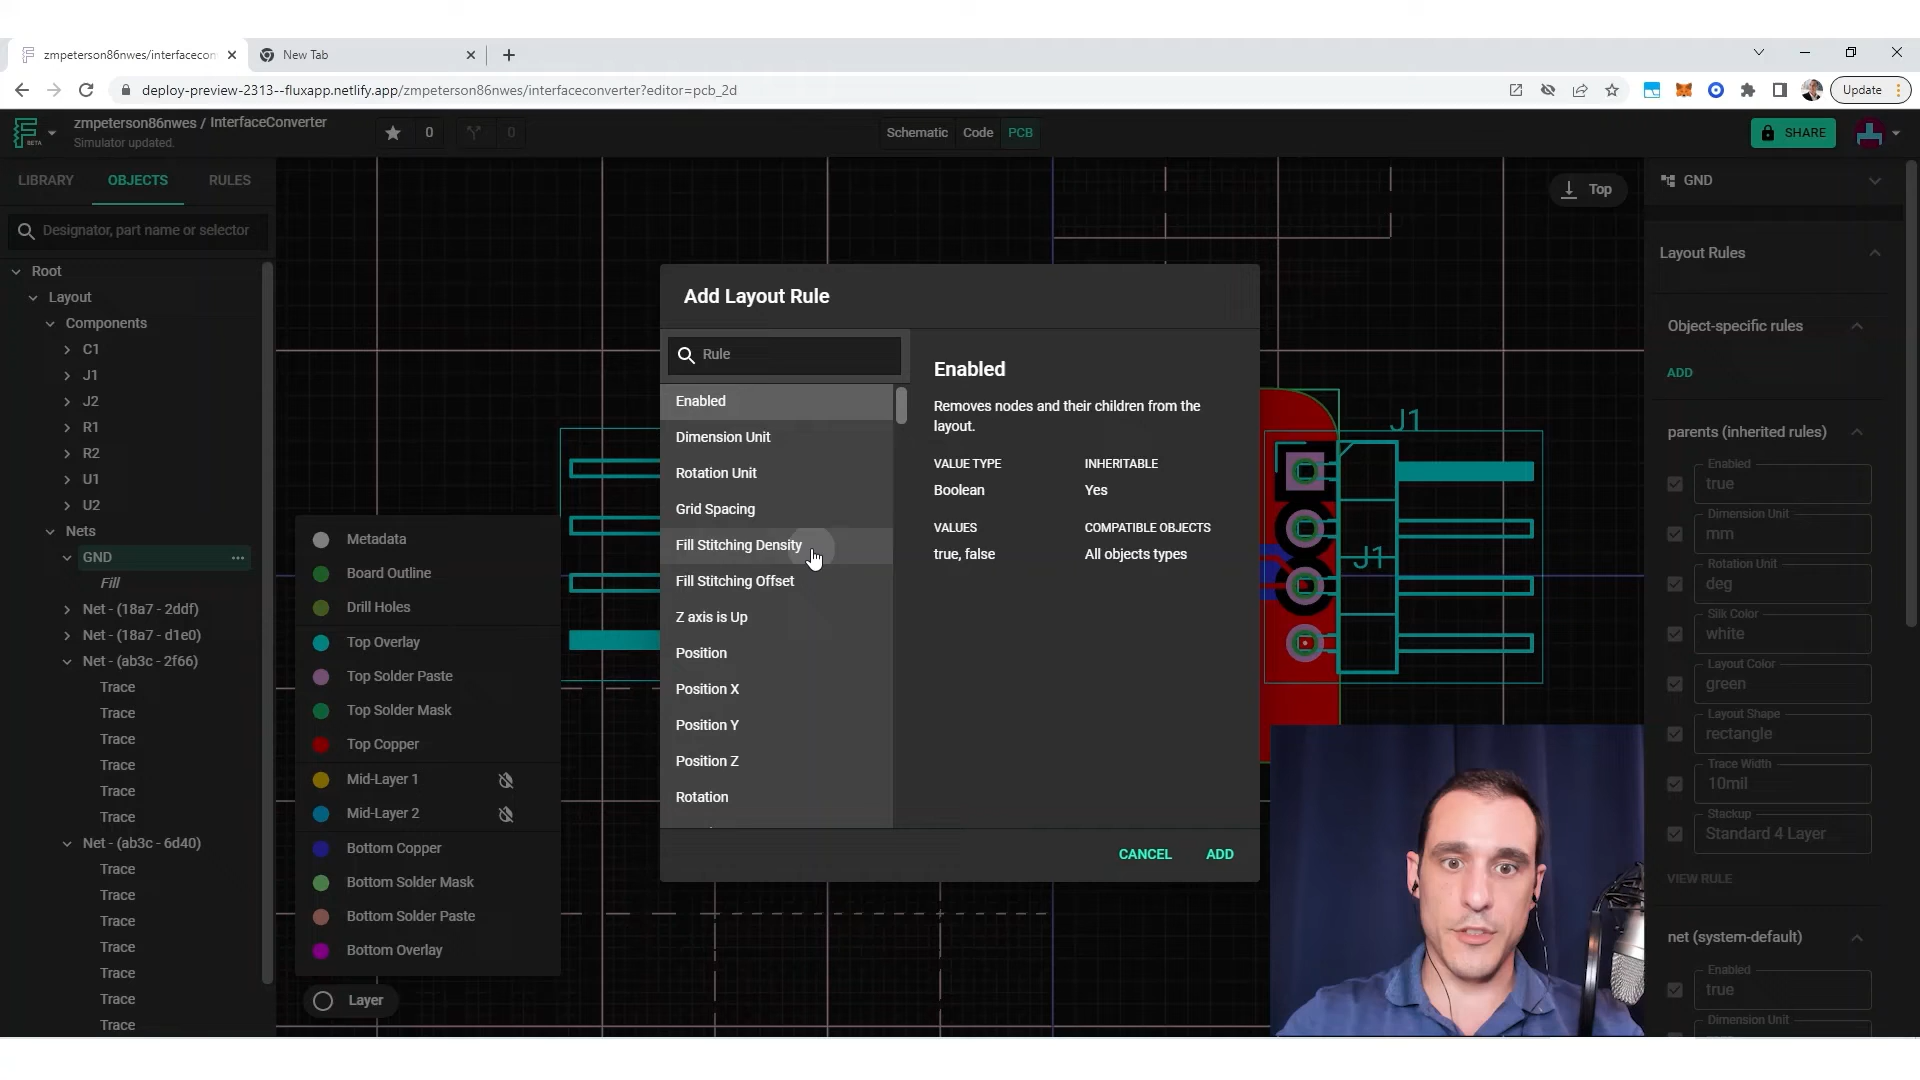 zmpeterson86nwes/interfacecon
New Tab
deploy-preview-2313--fluxapp.netlify.app/zmpeterson86nwes/interfaceconverter?editor=pcb_2d
Update
BETA
zmpeterson86nwes / InterfaceConverter
Simulator updated.
0
0
Schematic
Code
PCB
SHARE
LIBRARY
OBJECTS
RULES
Designator, part name or selector
Root
Layout
Components
C1
J1
J2
R1
R2
U1
U2
Nets
GND
Fill
Net - (18a7 - 2ddf)
Net - (18a7 - d1e0)
Net - (ab3c - 2f66)
Trace
Trace
Trace
Trace
Trace
Trace
Net - (ab3c - 6d40)
Trace
Trace
Trace
Trace
Trace
Trace
Trace
Metadata
Board Outline
Drill Holes
Top Overlay
Top Solder Paste
Top Solder Mask
Top Copper
Mid-Layer 1
Mid-Layer 2
Bottom Copper
Bottom Solder Mask
Bottom Solder Paste
Bottom Overlay
Layer
Add Layout Rule
Rule
Enabled
Dimension Unit
Rotation Unit
Grid Spacing
Fill Stitching Density
Fill Stitching Offset
Z axis is Up
Position
Position X
Position Y
Position Z
Rotation
Enabled
Removes nodes and their children from the
layout.
VALUE TYPE
INHERITABLE
Boolean
Yes
VALUES
COMPATIBLE OBJECTS
true, false
All objects types
CANCEL
ADD
J1
J1
Top
GND
Layout Rules
Object-specific rules
ADD
parents (inherited rules)
Enabled
true
Dimension Unit
mm
Rotation Unit
deg
Silk Color
white
Layout Color
green
Layout Shape
rectangle
Trace Width
10mil
Stackup
Standard 4 Layer
VIEW RULE
net (system-default)
Enabled
true
Dimension Unit